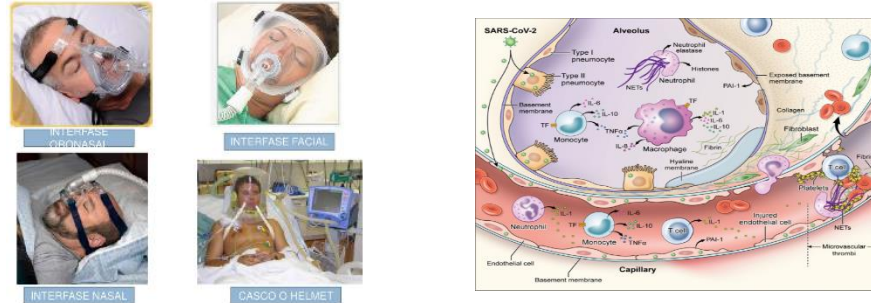 INTERFASE
ORONASAL
INTERFASE FACIAL
INTERFASE NASAL
CASCO O HELMET
SARS-CoV-2
Alveolus
Type I
pneumocyte
Type II
pneumocyte
Basement
membrane
Neutrophil
elastase
Histones
NETs
Neutrophil
PAI-1
Exposed basement
membrane
Collagen
Fibroblast
TF
IL-6
IL-10
TNFα
IL-8
Monocyte
TF
Macrophage
IL-1
IL-6
IL-10
Fibrin
Hyaline
membrane
T cell
Platelets
Fibrin
NETs
Microvascular
thrombi
Neutrophil
IL-1
TF
IL-6
IL-10
TNFα
Monocyte
T cell
IL-1
PAI-1
Injured
endothelial cell
Endothelial cell
Basement membrane
Capillary